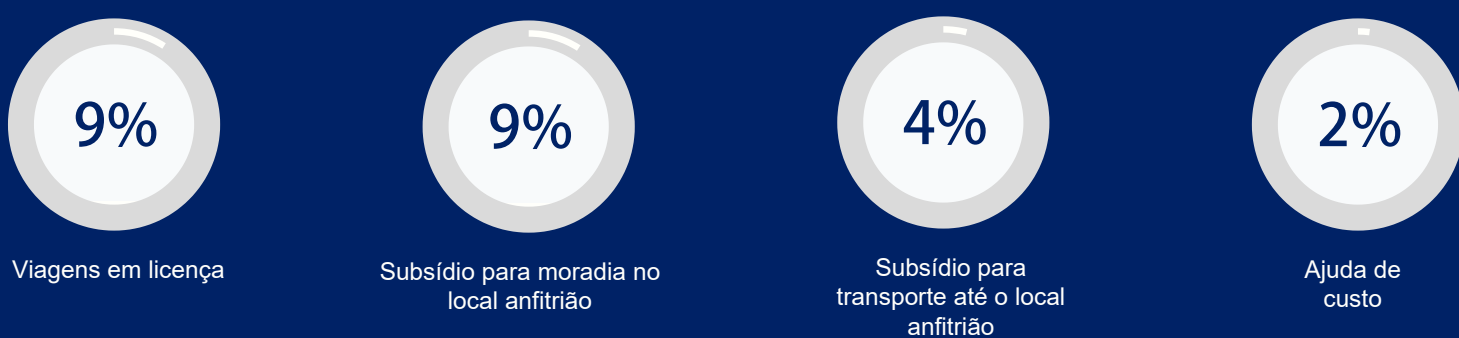 9%
Viagens em licença
9%
Subsídio para moradia no
local anfitrião
4%
Subsídio para
transporte até o local
anfitrião
2%
Ajuda de
custo